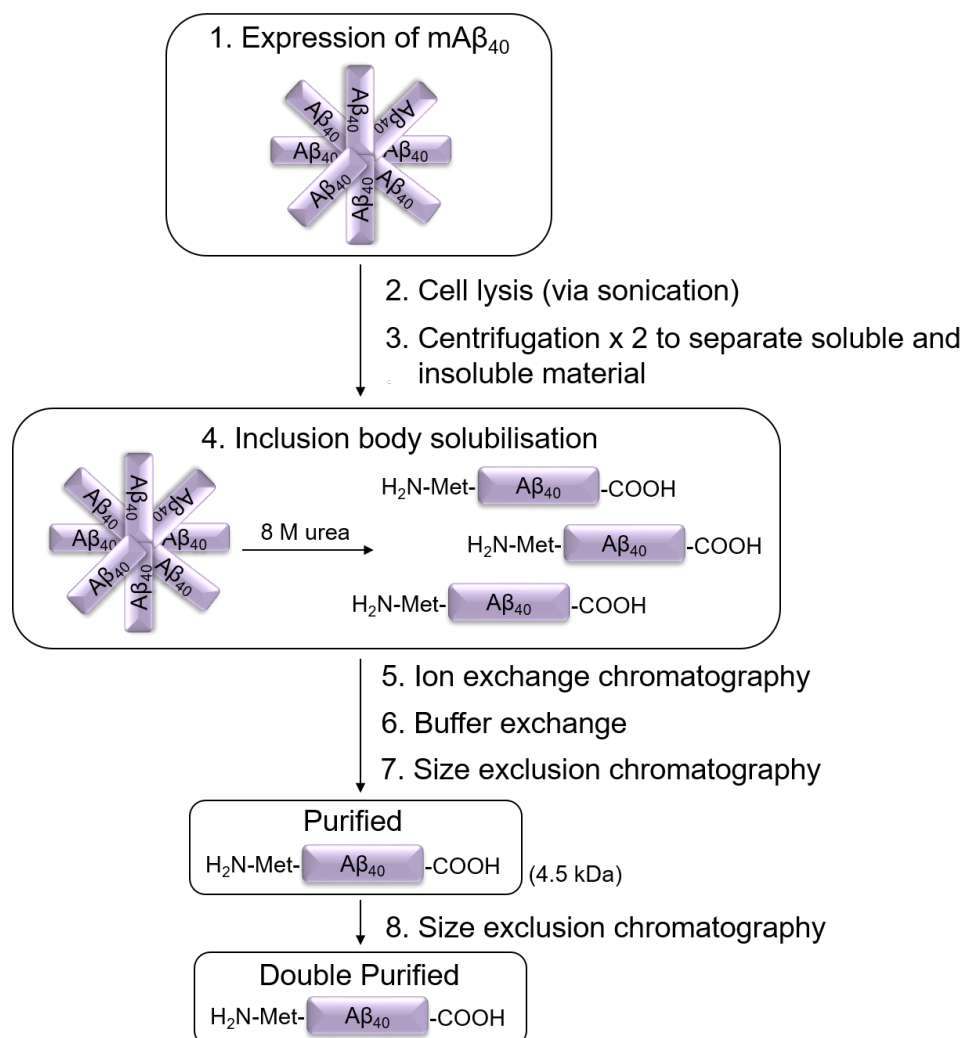 1. Expression of mAβ₄₀
Aβ₄₀
Aβ₄₀
Aβ₄₀
Aβ₄₀
Aβ₄₀
Aβ₄₀
Aβ₄₀
Aβ₄₀
2. Cell lysis (via sonication)
3. Centrifugation x 2 to separate soluble and
insoluble material
4. Inclusion body solubilisation
Aβ₄₀
Aβ₄₀
Aβ₄₀
Aβ₄₀
Aβ₄₀
Aβ₄₀
Aβ₄₀
Aβ₄₀
8 M urea
H₂N-Met- Aβ₄₀ -COOH
H₂N-Met- Aβ₄₀ -COOH
H₂N-Met- Aβ₄₀ -COOH
5. Ion exchange chromatography
6. Buffer exchange
7. Size exclusion chromatography
Purified
H₂N-Met- Aβ₄₀ -COOH (4.5 kDa)
8. Size exclusion chromatography
Double Purified
H₂N-Met- Aβ₄₀ -COOH